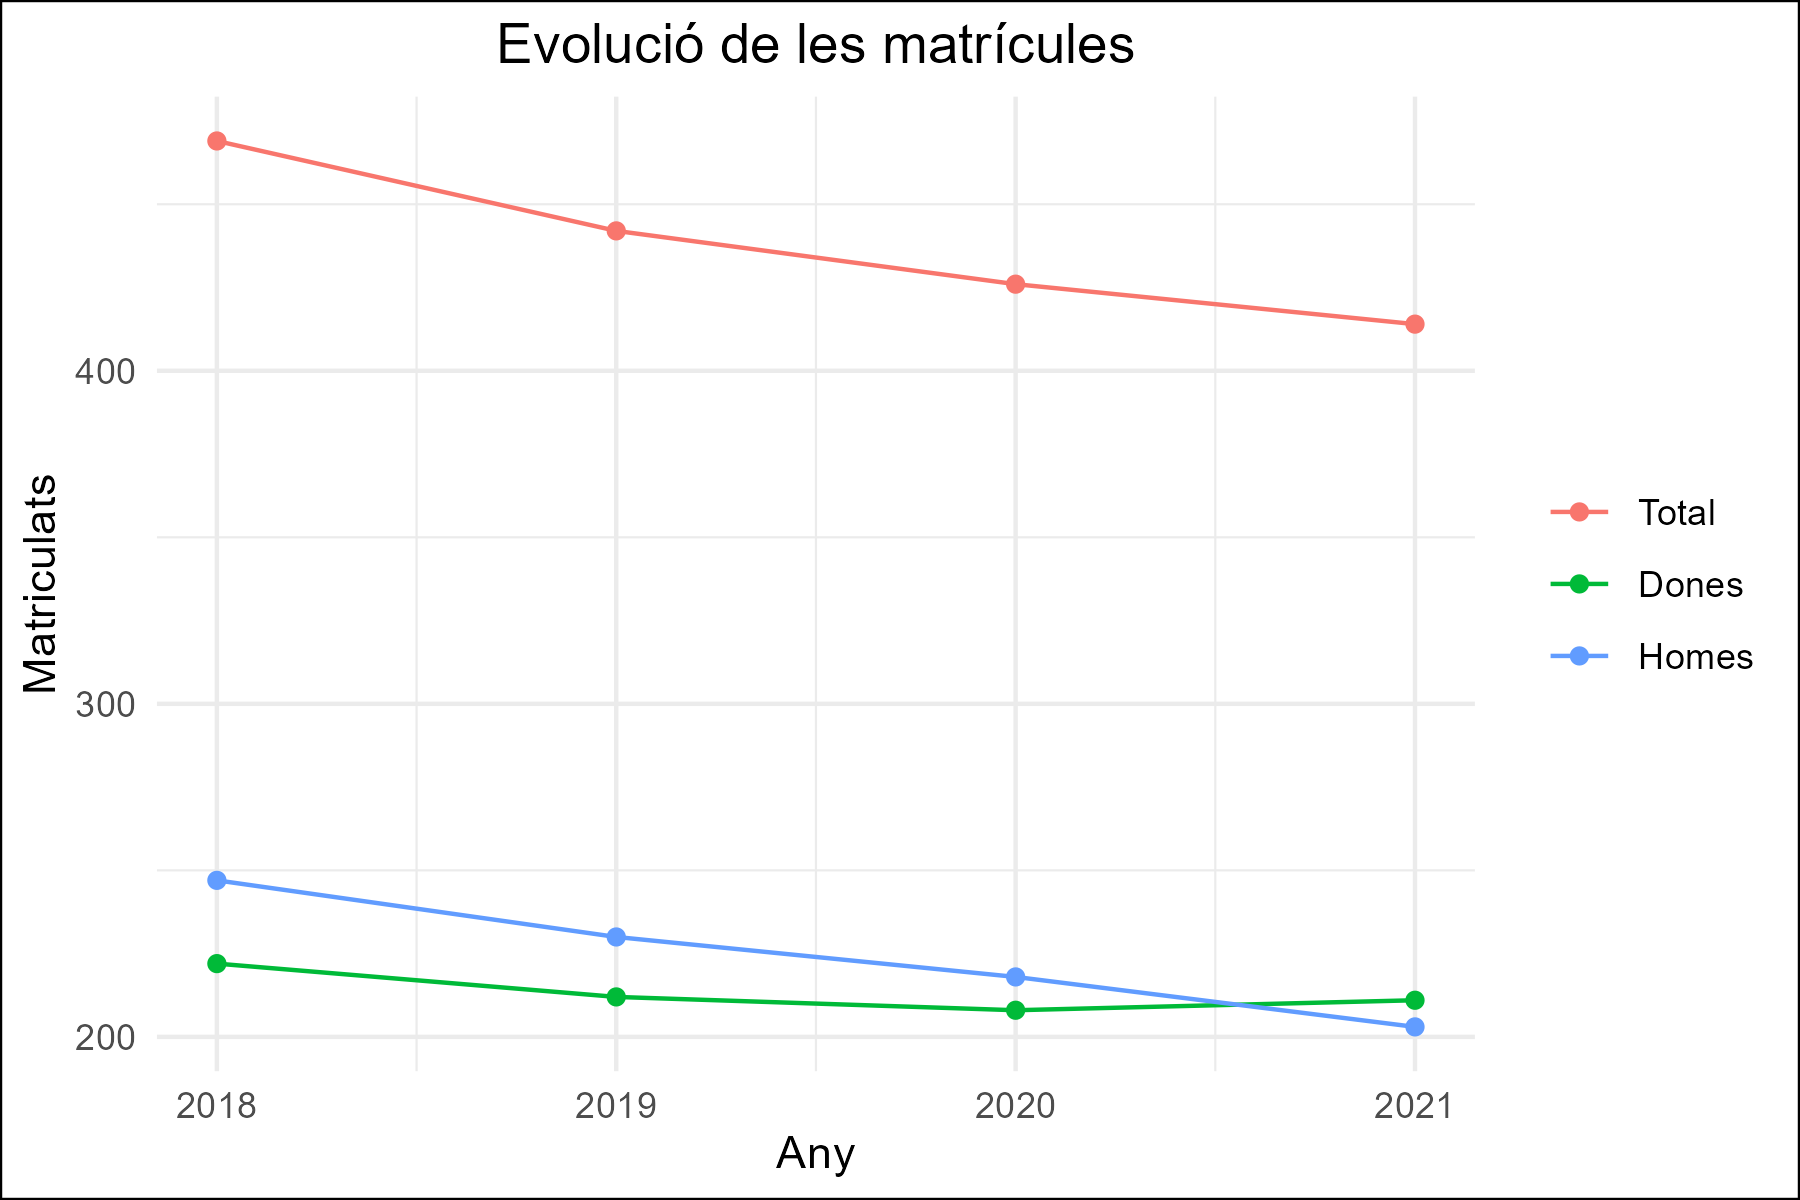 Evolució de les matrícules
Matriculats
400
300
200
2018
2019
2020
2021
Any
Total
Dones
Homes